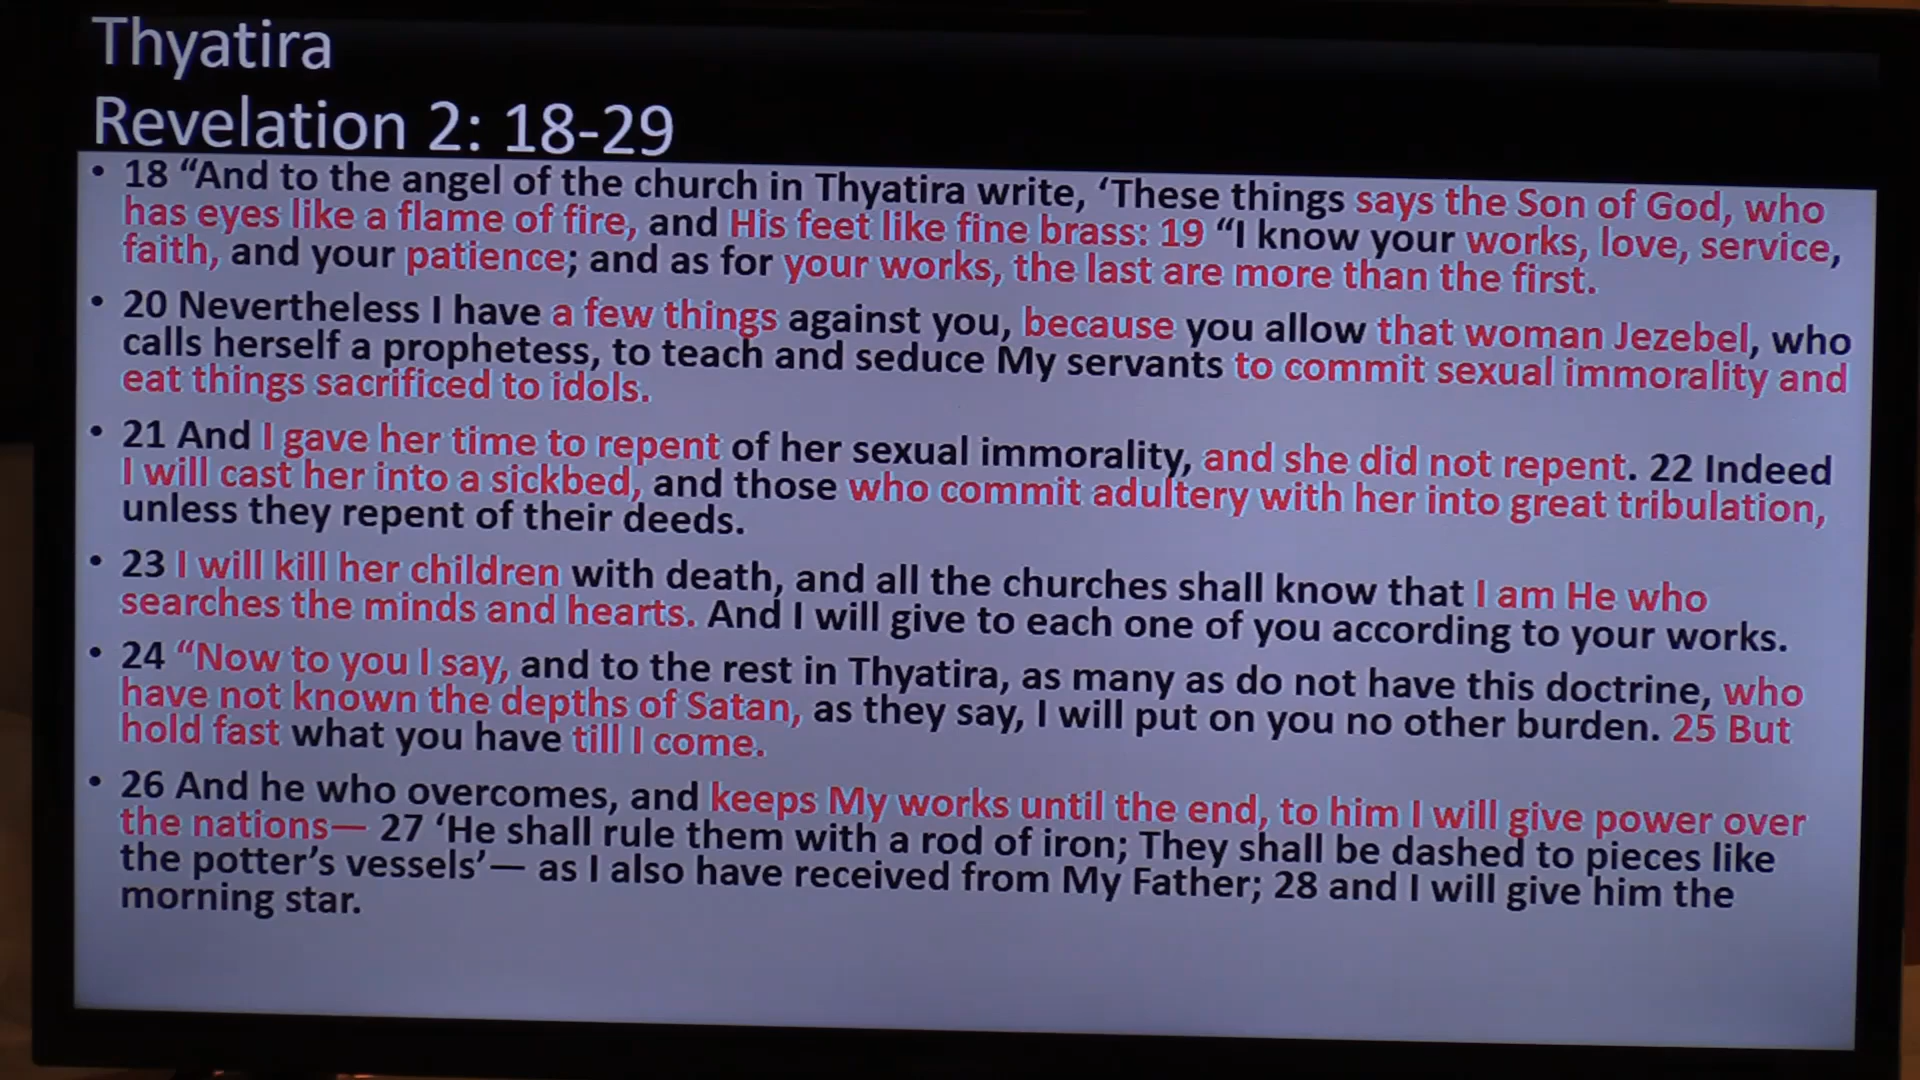 Thyatira
Revelation 2: 18-29
• 18 “And to the angel of the church in Thyatira write, ‘These things says the Son of God, who
has eyes like a flame of fire, and His feet like fine brass: 19 “I know your works, love, service,
faith, and your patience; and as for your works, the last are more than the first.
• 20 Nevertheless I have a few things against you, because you allow that woman Jezebel, who
calls herself a prophetess, to teach and seduce My servants to commit sexual immorality and
eat things sacrificed to idols.
• 21 And I gave her time to repent of her sexual immorality, and she did not repent. 22 Indeed
I will cast her into a sickbed, and those who commit adultery with her into great tribulation,
unless they repent of their deeds.
• 23 I will kill her children with death, and all the churches shall know that I am He who
searches the minds and hearts. And I will give to each one of you according to your works.
• 24 “Now to you I say, and to the rest in Thyatira, as many as do not have this doctrine, who
have not known the depths of Satan, as they say, I will put on you no other burden. 25 But
hold fast what you have till I come.
• 26 And he who overcomes, and keeps My works until the end, to him I will give power over
the nations— 27 ‘He shall rule them with a rod of iron; They shall be dashed to pieces like
the potter’s vessels’— as I also have received from My Father; 28 and I will give him the
morning star.